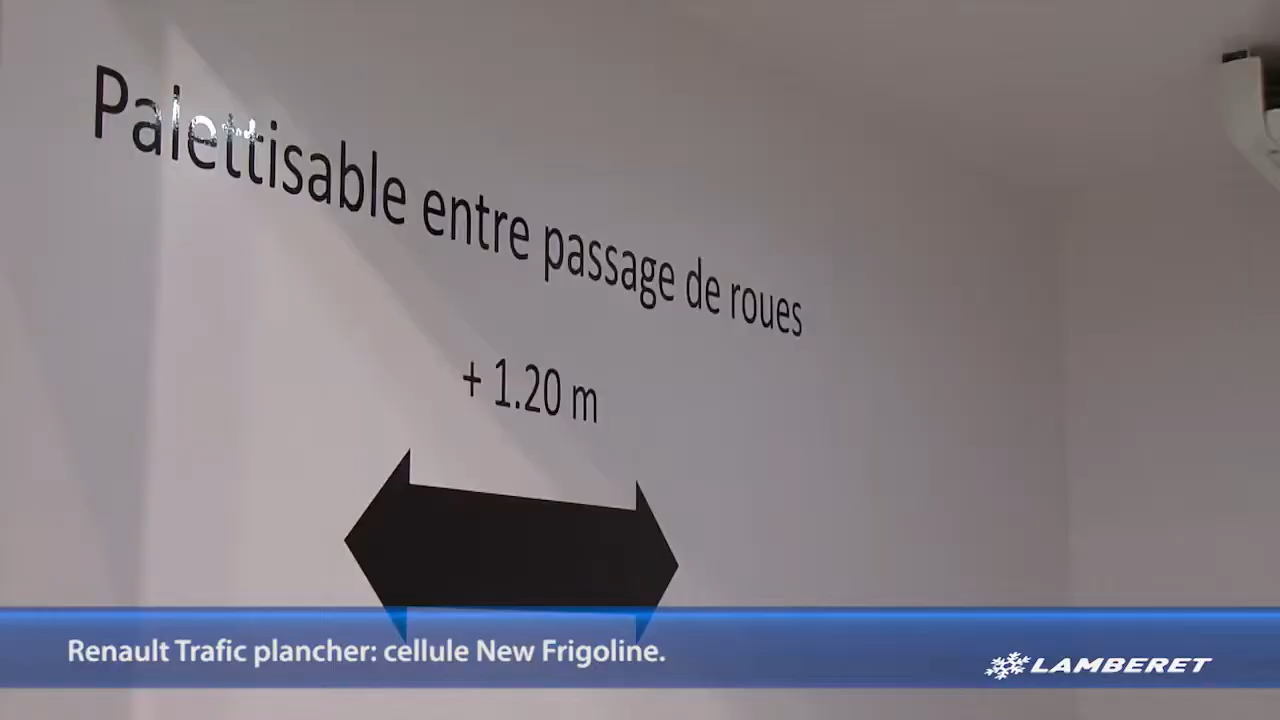 Palettisable entre passage de roues
+ 1.20 m
Renault Trafic plancher: cellule New Frigoline.
LAMBERET